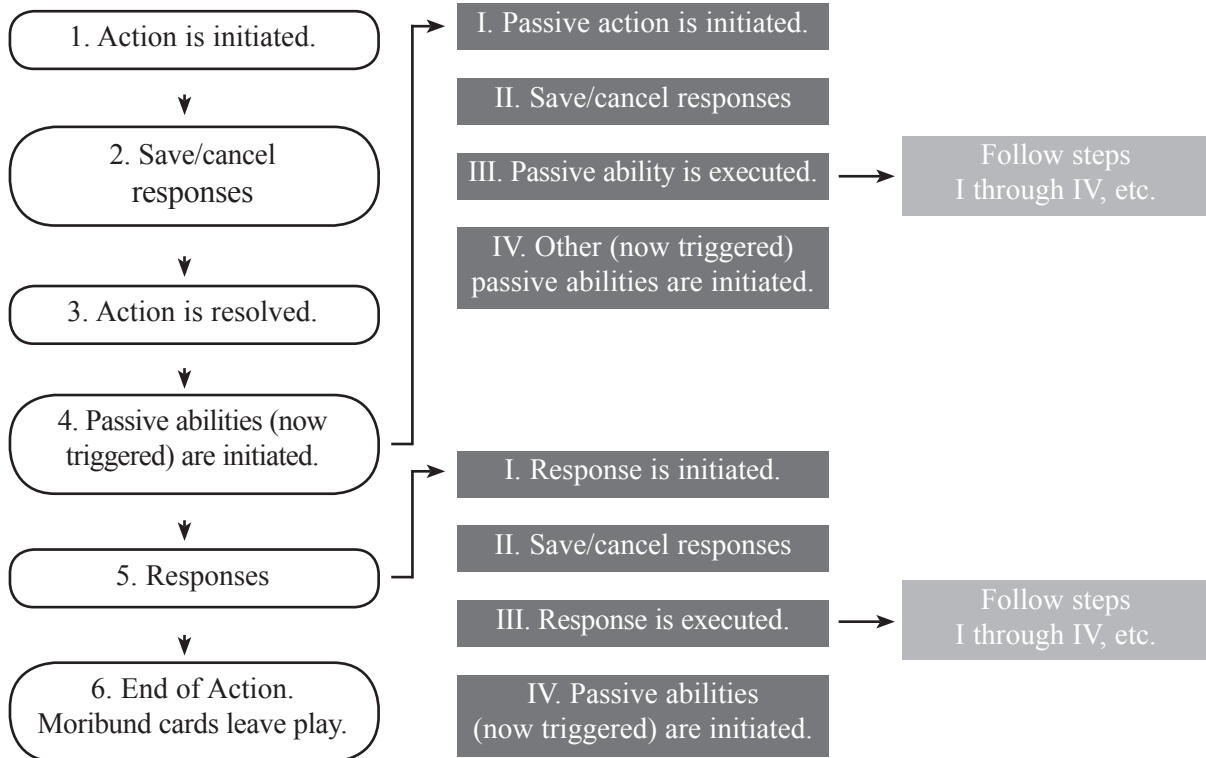 1. Action is initiated.
2. Save/cancel
responses
3. Action is resolved.
4. Passive abilities (now
triggered) are initiated.
5. Responses
6. End of Action.
Moribund cards leave play.
I. Passive action is initiated.
II. Save/cancel responses
III. Passive ability is executed.
IV. Other (now triggered)
passive abilities are initiated.
Follow steps
I through IV, etc.
I. Response is initiated.
II. Save/cancel responses
III. Response is executed.
IV. Passive abilities
(now triggered) are initiated.
Follow steps
I through IV, etc.